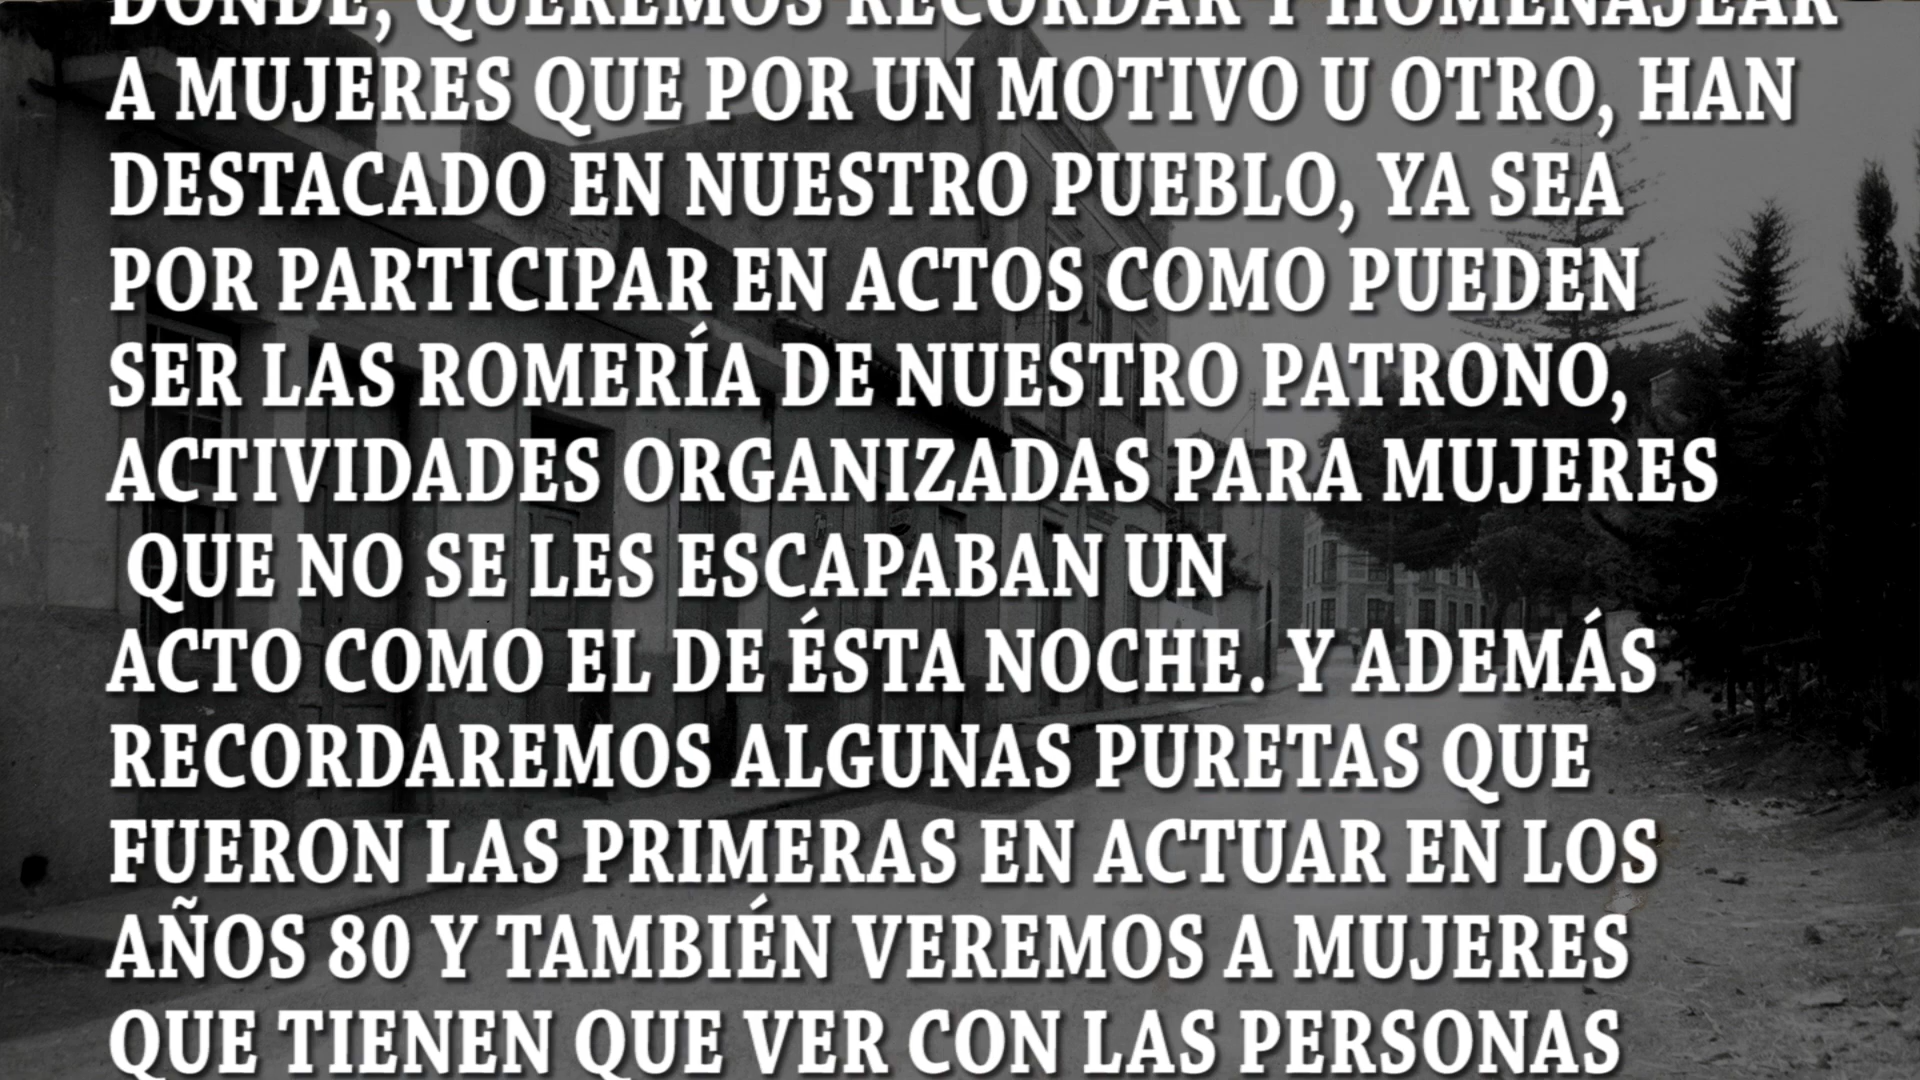 DONDE, QUEREMOS RECORDAR Y HOMENAJEAR
A MUJERES QUE POR UN MOTIVO U OTRO, HAN
DESTACADO EN NUESTRO PUEBLO, YA SEA
POR PARTICIPAR EN ACTOS COMO PUEDEN
SER LAS ROMERÍA DE NUESTRO PATRONO,
ACTIVIDADES ORGANIZADAS PARA MUJERES
QUE NO SE LES ESCAPABAN UN
ACTO COMO EL DE ÉSTA NOCHE. Y ADEMÁS
RECORDAREMOS ALGUNAS PURETAS QUE
FUERON LAS PRIMERAS EN ACTUAR EN LOS
AÑOS 80 Y TAMBIÉN VEREMOS A MUJERES
QUE TIENEN QUE VER CON LAS PERSONAS